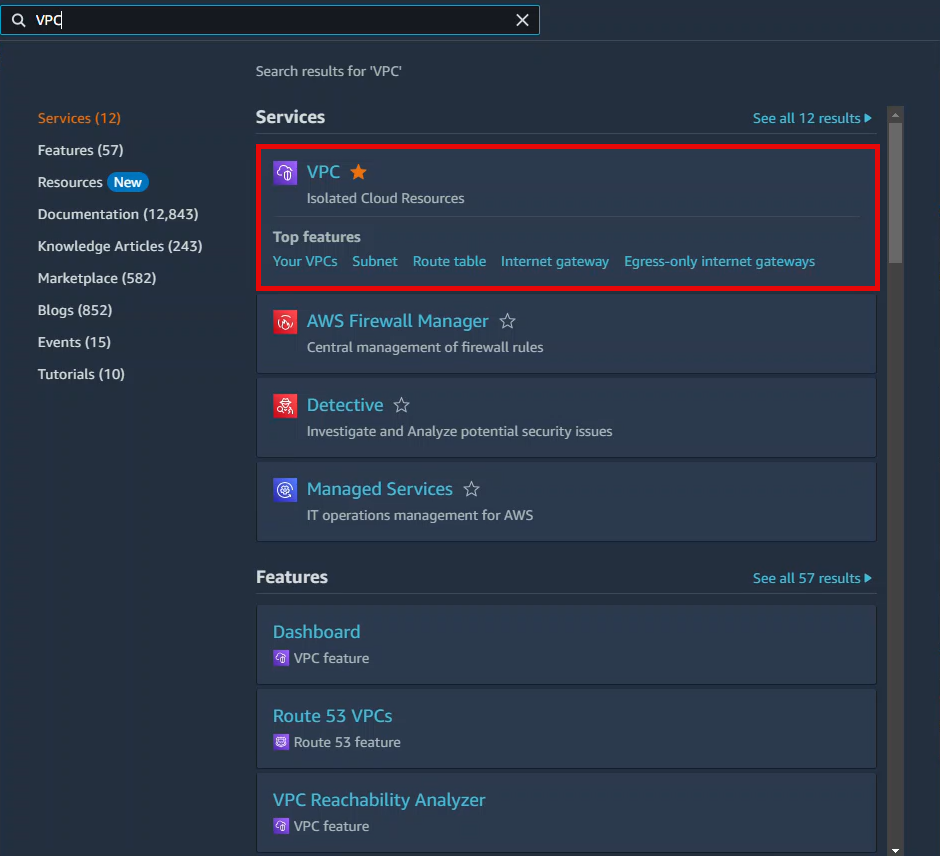 VPC
Search results for 'VPC'
Services (12)
Features (57)
Resources New
Documentation (12,843)
Knowledge Articles (243)
Marketplace (582)
Blogs (852)
Events (15)
Tutorials (10)
Services
See all 12 results
VPC
Isolated Cloud Resources
Top features
Your VPCs Subnet Route table Internet gateway Egress-only internet gateways
AWS Firewall Manager
Central management of firewall rules
Detective
Investigate and Analyze potential security issues
Managed Services
IT operations management for AWS
Features
See all 57 results
Dashboard
VPC feature
Route 53 VPCs
Route 53 feature
VPC Reachability Analyzer
VPC feature